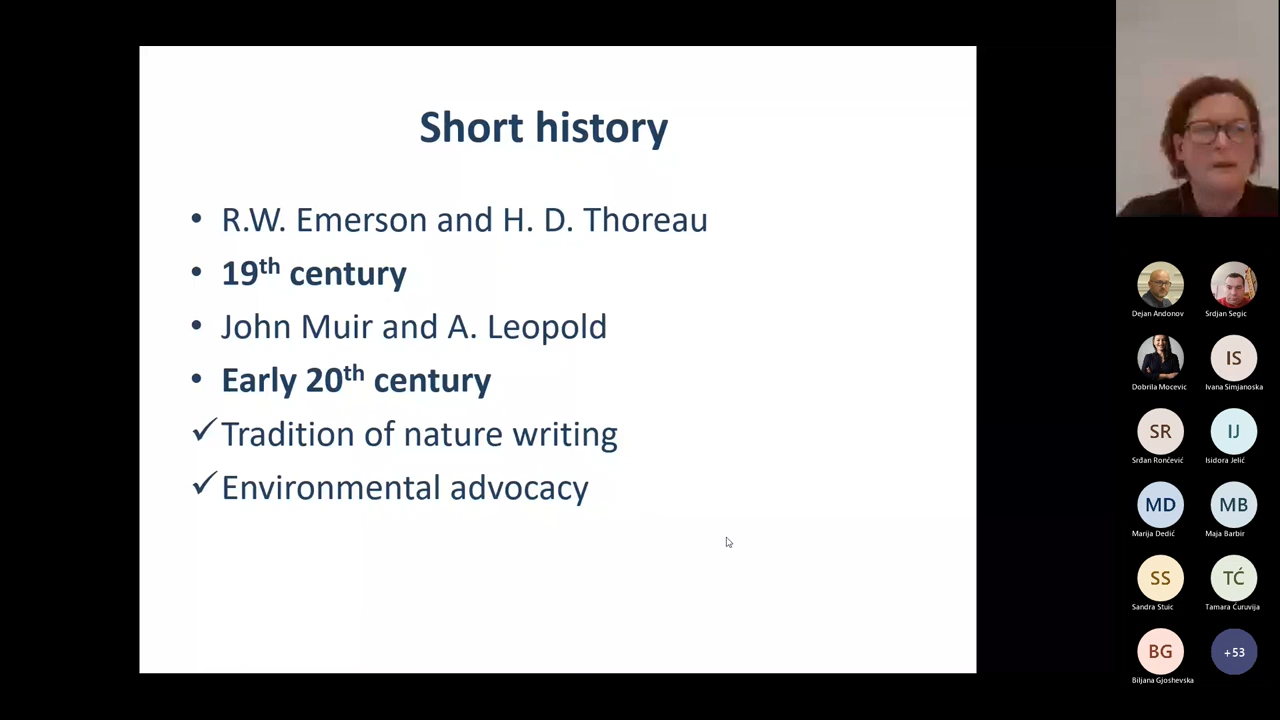 Short history
• R.W. Emerson and H. D. Thoreau
• 19th century
• John Muir and A. Leopold
• Early 20th century
✓ Tradition of nature writing
✓ Environmental advocacy
Dejan Andonov
Srdjan Segic
Dobrila Mocevic
IS
Ivana Simjanoska
SR
Srđan Rončević
IJ
Isidora Jelić
MD
Marija Dedić
MB
Maja Barbir
SS
Sandra Stuic
TĆ
Tamara Ćuruvija
BG
Biljana Gjoshevska
+53